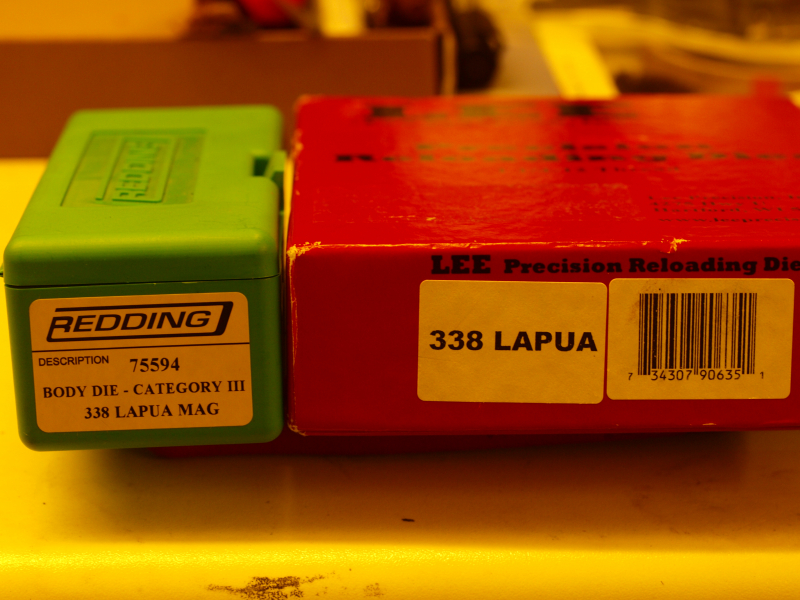 REDDING
REDDING
DESCRIPTION 75594
BODY DIE - CATEGORY III
338 LAPUA MAG
LEE Precision Reloading Die
338 LAPUA
7 34307 90635 1